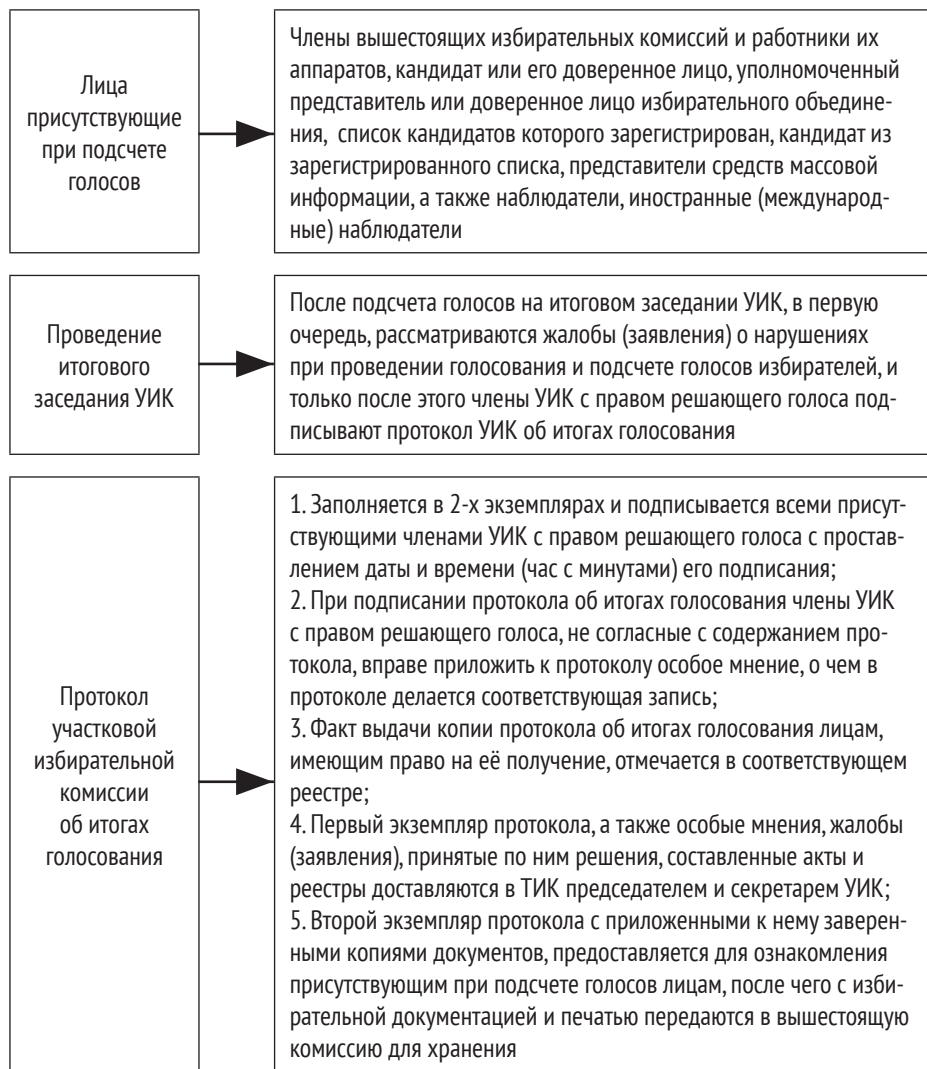 Лица
присутствующие
при подсчете
голосов
Члены вышестоящих избирательных комиссий и работники их
аппаратов, кандидат или его доверенное лицо, уполномоченный
представитель или доверенное лицо избирательного объедине-
ния, список кандидатов которого зарегистрирован, кандидат из
зарегистрированного списка, представители средств массовой
информации, а также наблюдатели, иностранные (международ-
ные) наблюдатели
Проведение
итогового
заседания УИК
После подсчета голосов на итоговом заседании УИК, в первую
очередь, рассматриваются жалобы (заявления) о нарушениях
при проведении голосования и подсчете голосов избирателей, и
только после этого члены УИК с правом решающего голоса под-
писывают протокол УИК об итогах голосования
Протокол
участковой
избирательной
комиссии
об итогах
голосования
1. Заполняется в 2-х экземплярах и подписывается всеми присут-
ствующими членами УИК с правом решающего голоса с простав-
лением даты и времени (час с минутами) его подписания;
2. При подписании протокола об итогах голосования члены УИК
с правом решающего голоса, не согласные с содержанием про-
токола, вправе приложить к протоколу особое мнение, о чем в
протоколе делается соответствующая запись;
3. Факт выдачи копии протокола об итогах голосования лицам,
имеющим право на её получение, отмечается в соответствующем
реестре;
4. Первый экземпляр протокола, а также особые мнения, жалобы
(заявления), принятые по ним решения, составленные акты и
реестры доставляются в ТИК председателем и секретарем УИК;
5. Второй экземпляр протокола с приложенными к нему заверен-
ными копиями документов, предоставляется для ознакомления
присутствующим при подсчете голосов лицам, после чего с изби-
рательной документацией и печатью передаются в вышестоящую
комиссию для хранения